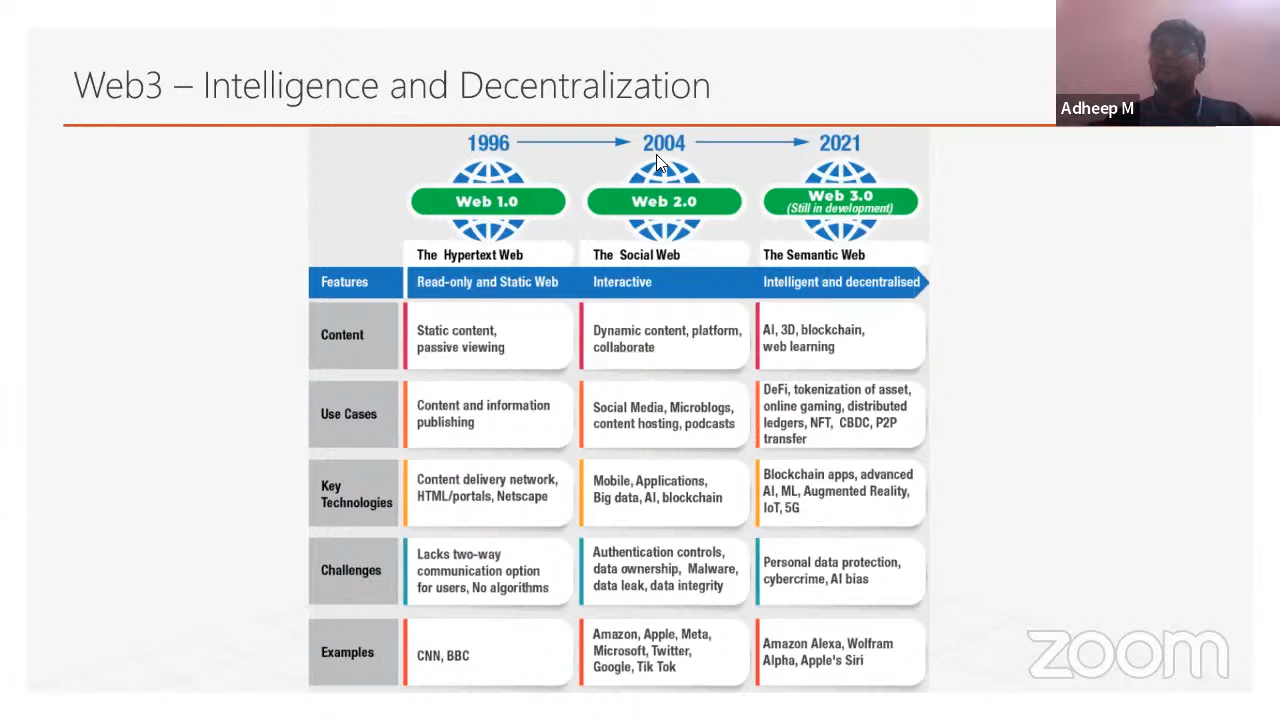 Web3 – Intelligence and Decentralization
Adheep M
1996
2004
2021
Web 1.0
Web 2.0
Web 3.0
(Still in development)
The Hypertext Web
The Social Web
The Semantic Web
Features
Read-only and Static Web
Interactive
Intelligent and decentralised
Content
Static content,
passive viewing
Dynamic content, platform,
collaborate
AI, 3D, blockchain,
web learning
Use Cases
Content and information
publishing
Social Media, Microblogs,
content hosting, podcasts
DeFi, tokenization of asset,
online gaming, distributed
ledgers, NFT, CBDC, P2P
transfer
Key
Technologies
Content delivery network,
HTML/portals, Netscape
Mobile, Applications,
Big data, AI, blockchain
Blockchain apps, advanced
AI, ML, Augmented Reality,
IoT, 5G
Challenges
Lacks two-way
communication option
for users, No algorithms
Authentication controls,
data ownership, Malware,
data leak, data integrity
Personal data protection,
cybercrime, AI bias
Examples
CNN, BBC
Amazon, Apple, Meta,
Microsoft, Twitter,
Google, Tik Tok
Amazon Alexa, Wolfram
Alpha, Apple's Siri
zoom